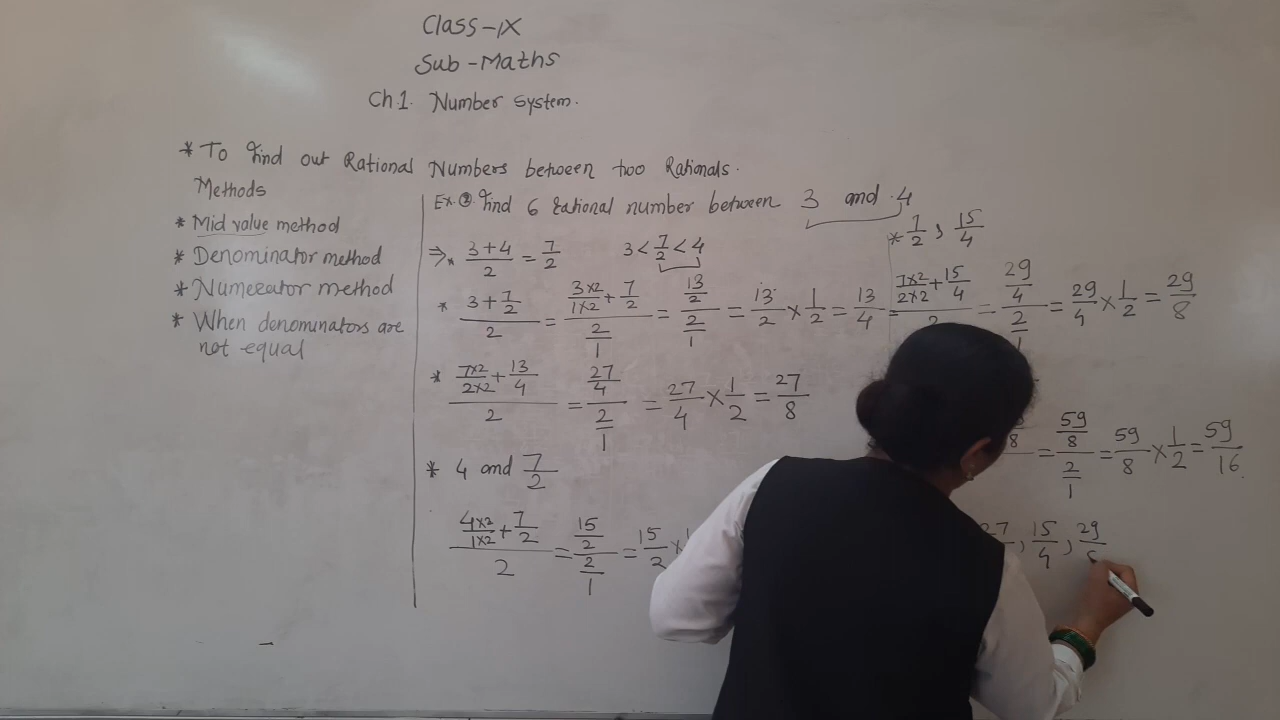 Class-IX
Sub-Maths
Ch.1. Number System.
* To find out Rational Numbers between two Rationals.
Methods
* Mid value method
* Denominator method
* Numerator method
* When denominators are
not equal
Ex. ③ Find 6 rational number between 3 and 4
⇒* (3+4)/2 = 7/2 3 < 7/2 < 4
* (3+7/2)/2 = (3×2/1×2 + 7/2)/(2/1) = (13/2)/(2/1) = 13/2 × 1/2 = 13/4
* (7×2/2×2 + 13/4)/2 = (27/4)/(2/1) = 27/4 × 1/2 = 27/8
* 4 and 7/2
(4×2/1×2 + 7/2)/2 = (15/2)/(2/1) = 15/2 ×
* 7/2, 15/4
= (7×2/2×2 + 15/4)/2 = (29/4)/(2/1) = 29/4 × 1/2 = 29/8
= (59/8)/(2/1) = 59/8 × 1/2 = 59/16
, 15/4, 29/